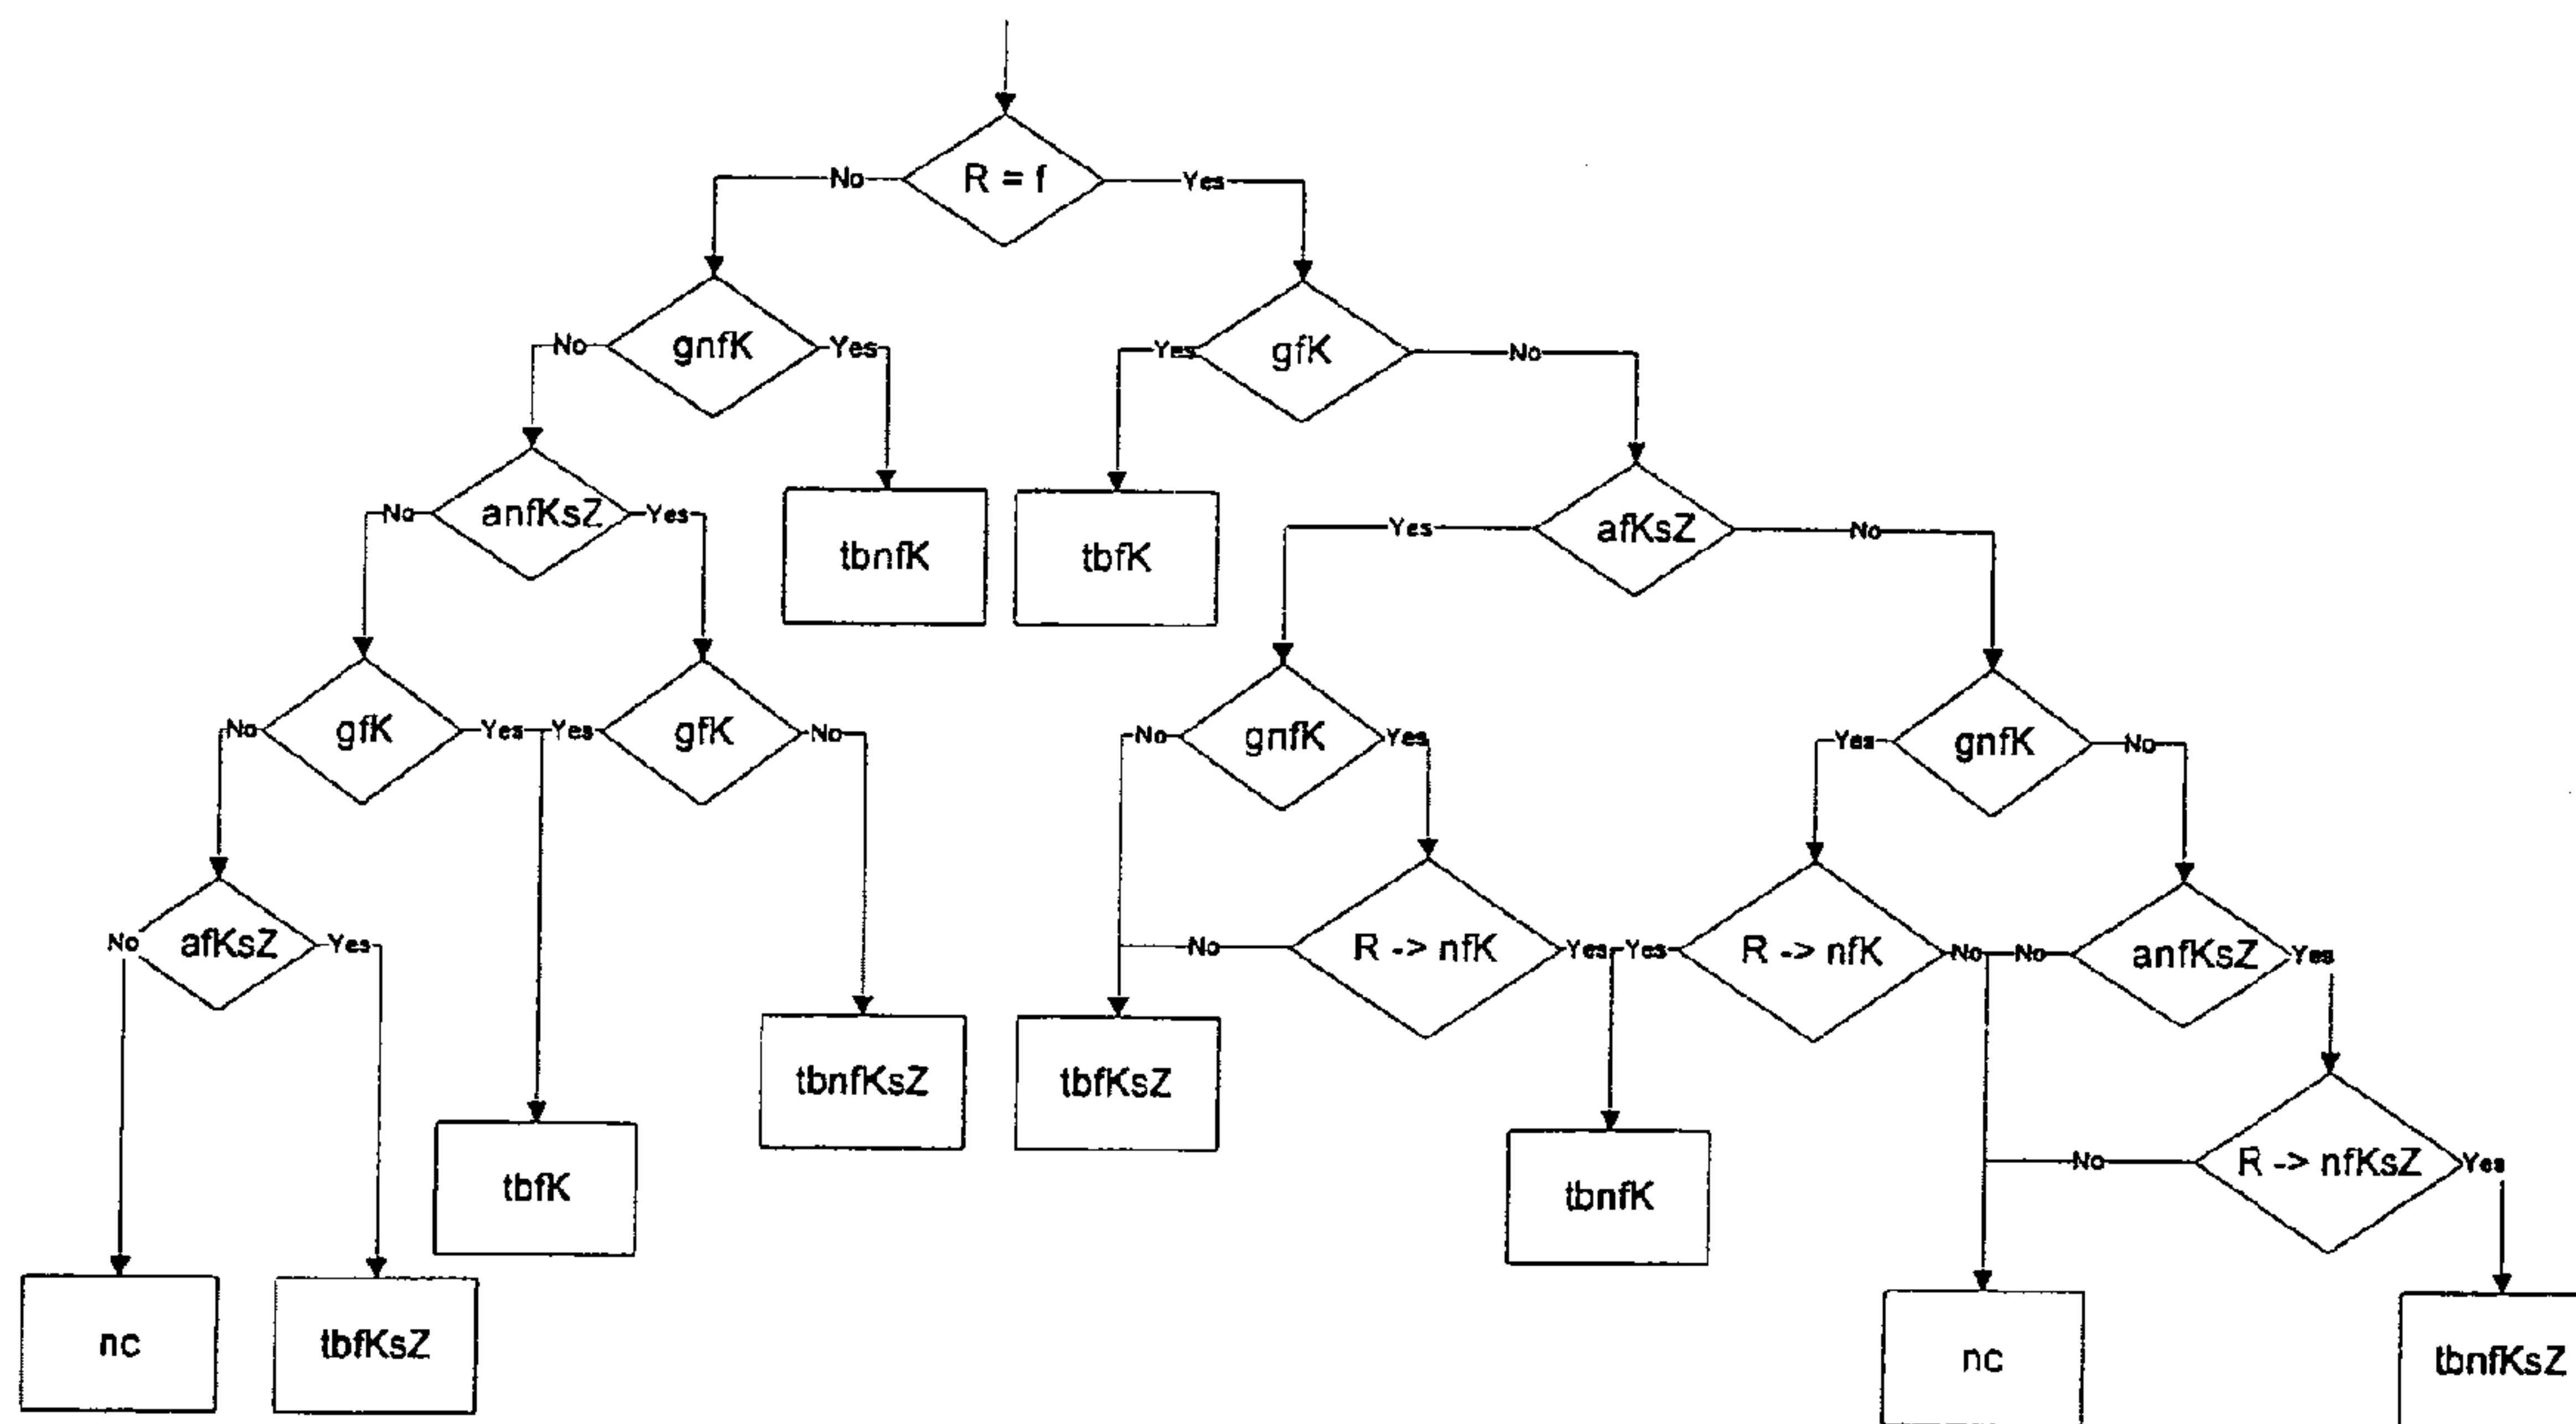 R = f
No
Yes
gnfK
No
Yes
gfK
Yes
No
anfKsZ
No
Yes
tbnfK
tbfK
afKsZ
Yes
No
gfK
No
Yes
gfK
Yes
No
gnfK
No
Yes
gnfK
Yes
No
afKsZ
No
Yes
R -> nfK
No
Yes
R -> nfK
Yes
No
anfKsZ
No
Yes
tbnfKsZ
tbfKsZ
tbfK
tbnfK
R -> nfKsZ
No
Yes
nc
tbfKsZ
nc
tbnfKsZ